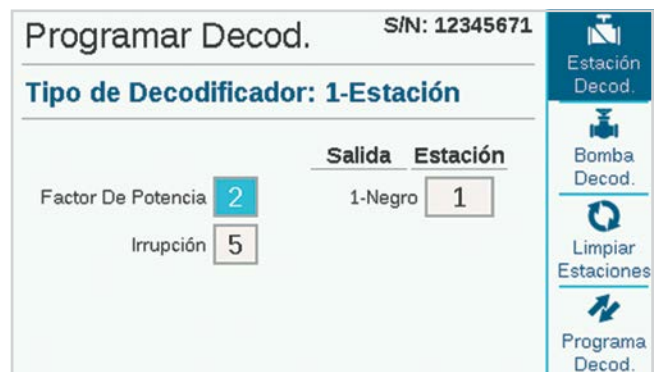 Programar Decod.
S/N: 12345671
Tipo de Decodificador: 1-Estación
Salida Estación
Factor De Potencia 2
1-Negro 1
Irrupción 5
Estación
Decod.
Bomba
Decod.
Limpiar
Estaciones
Programa
Decod.